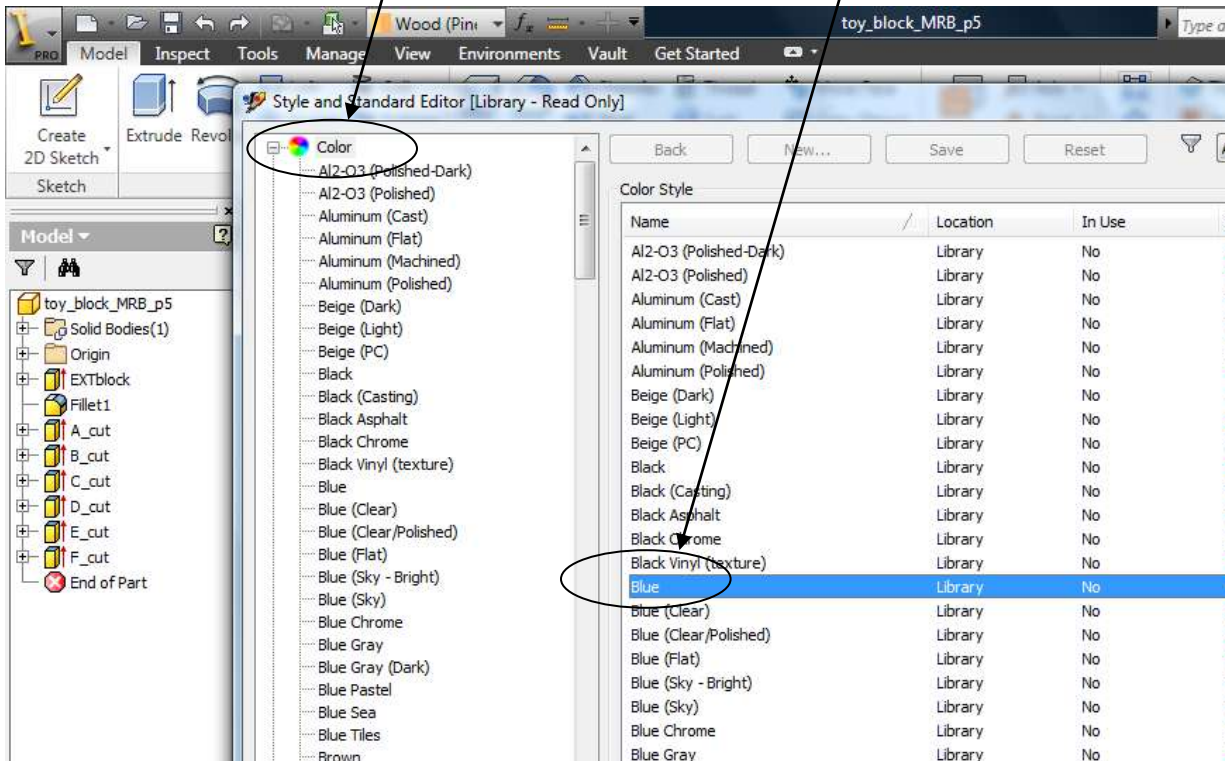 Wood (Pin
toy_block_MRB_p5
Type a
PRO
Model Inspect Tools Manage View Environments Vault Get Started
Create
2D Sketch
Extrude Revol
Sketch
Model
toy_block_MRB_p5
Solid Bodies(1)
Origin
EXTblock
Fillet1
A_cut
B_cut
C_cut
D_cut
E_cut
F_cut
End of Part
Style and Standard Editor [Library - Read Only]
Color
Al2-O3 (Polished-Dark)
Al2-O3 (Polished)
Aluminum (Cast)
Aluminum (Flat)
Aluminum (Machined)
Aluminum (Polished)
Beige (Dark)
Beige (Light)
Beige (PC)
Black
Black (Casting)
Black Asphalt
Black Chrome
Black Vinyl (texture)
Blue
Blue (Clear)
Blue (Clear/Polished)
Blue (Flat)
Blue (Sky - Bright)
Blue (Sky)
Blue Chrome
Blue Gray
Blue Gray (Dark)
Blue Pastel
Blue Sea
Blue Tiles
Brown
Back New... Save Reset
Color Style
Name Location In Use
Al2-O3 (Polished-Dark) Library No
Al2-O3 (Polished) Library No
Aluminum (Cast) Library No
Aluminum (Flat) Library No
Aluminum (Machined) Library No
Aluminum (Polished) Library No
Beige (Dark) Library No
Beige (Light) Library No
Beige (PC) Library No
Black Library No
Black (Casting) Library No
Black Asphalt Library No
Black Chrome Library No
Black Vinyl (texture) Library No
Blue Library No
Blue (Clear) Library No
Blue (Clear/Polished) Library No
Blue (Flat) Library No
Blue (Sky - Bright) Library No
Blue (Sky) Library No
Blue Chrome Library No
Blue Gray Library No